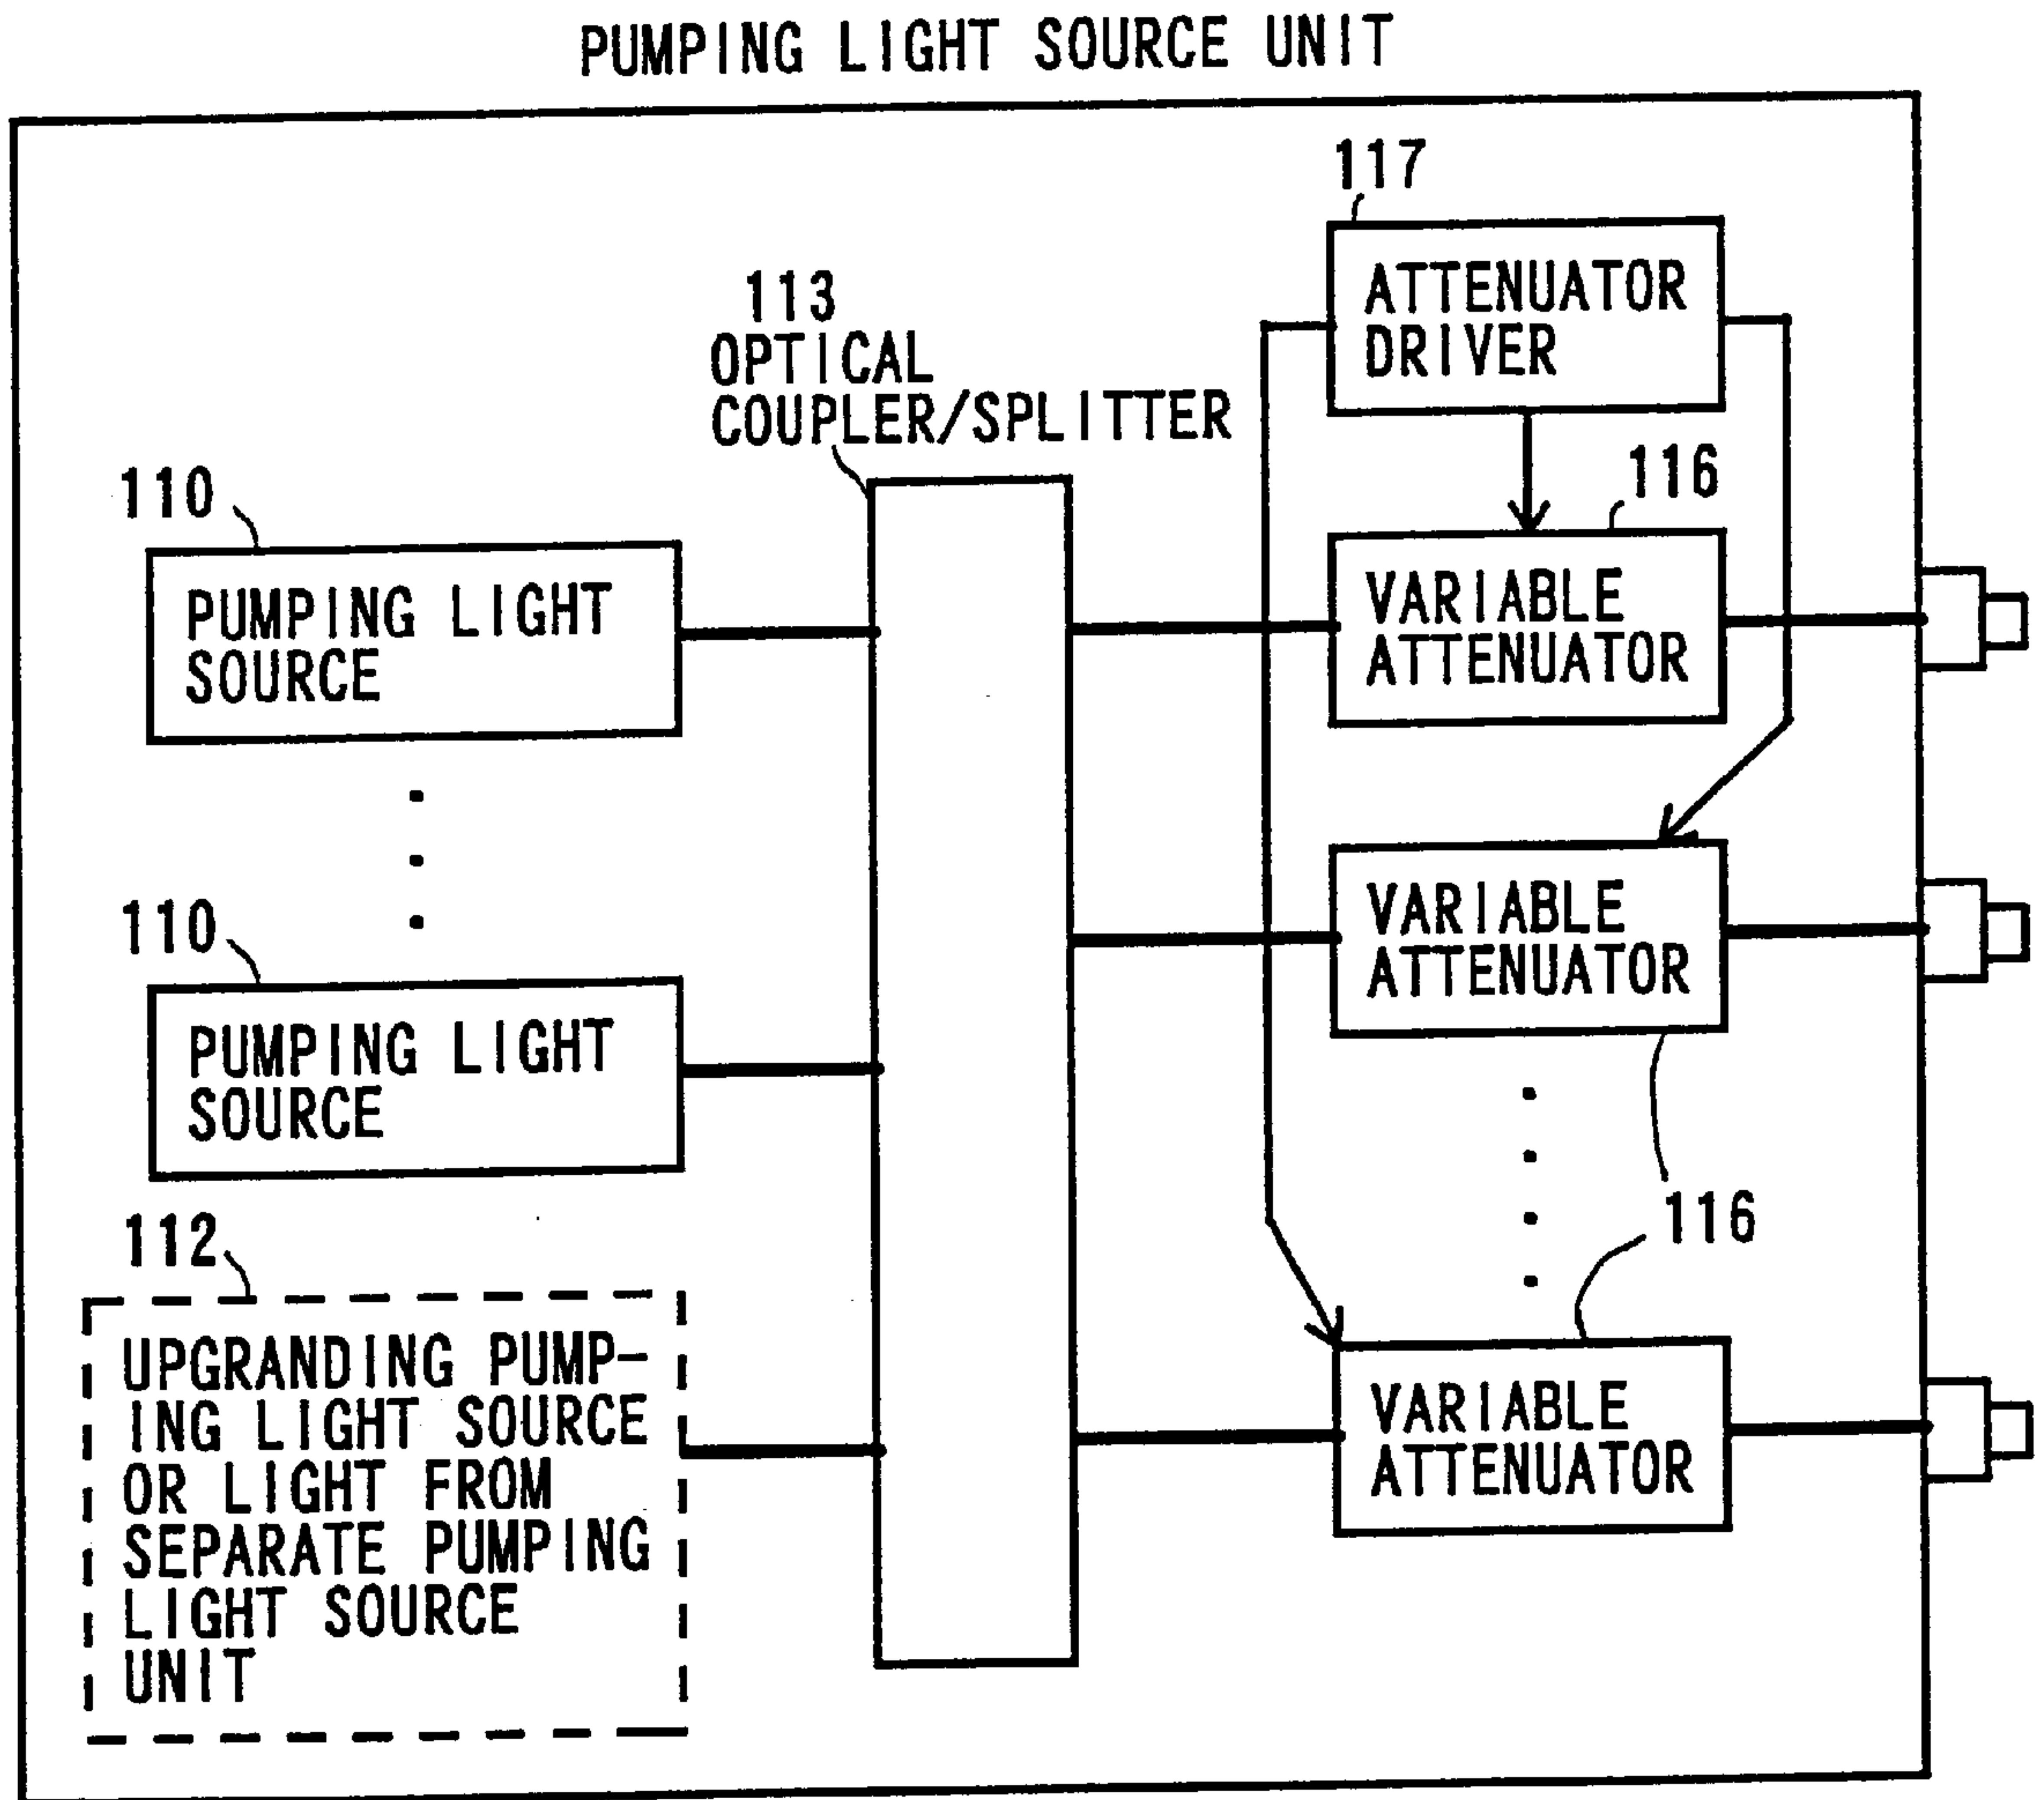 PUMPING LIGHT SOURCE UNIT
117
ATTENUATOR
DRIVER
113
OPTICAL
COUPLER/SPLITTER
116
110
VARIABLE
ATTENUATOR
PUMPING LIGHT
SOURCE
VARIABLE
ATTENUATOR
110
PUMPING LIGHT
SOURCE
116
112
VARIABLE
ATTENUATOR
UPGRANDING PUMP-
ING LIGHT SOURCE
OR LIGHT FROM
SEPARATE PUMPING
LIGHT SOURCE
UNIT